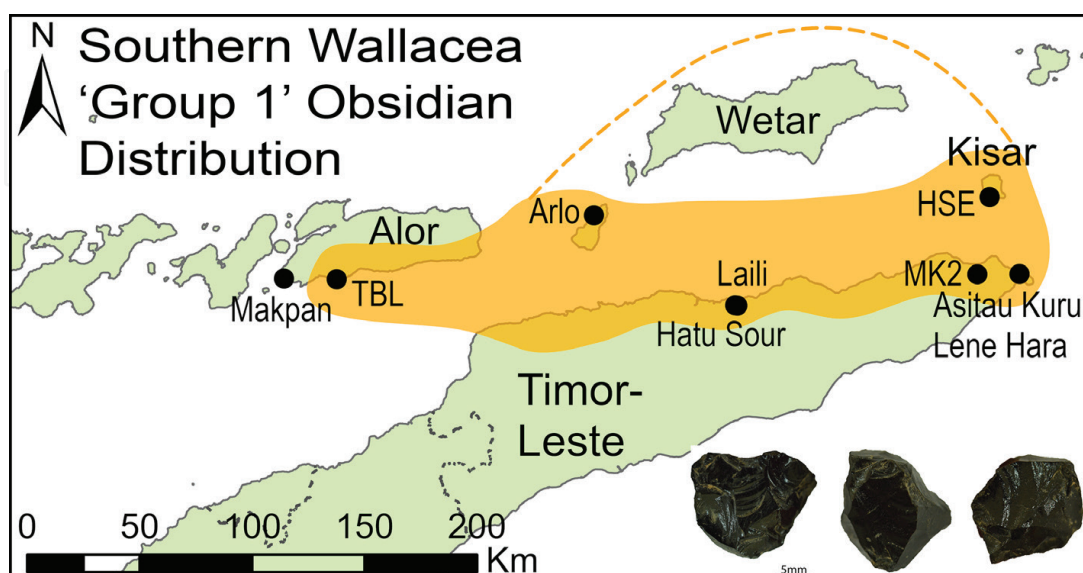 N
Southern Wallacea
‘Group 1’ Obsidian
Distribution
Wetar
Kisar
HSE
Arlo
Alor
Makpan
TBL
Laili
Hatu Sour
MK2
Asitau Kuru
Lene Hara
Timor-
Leste
0 50 100 150 200
Km
5mm